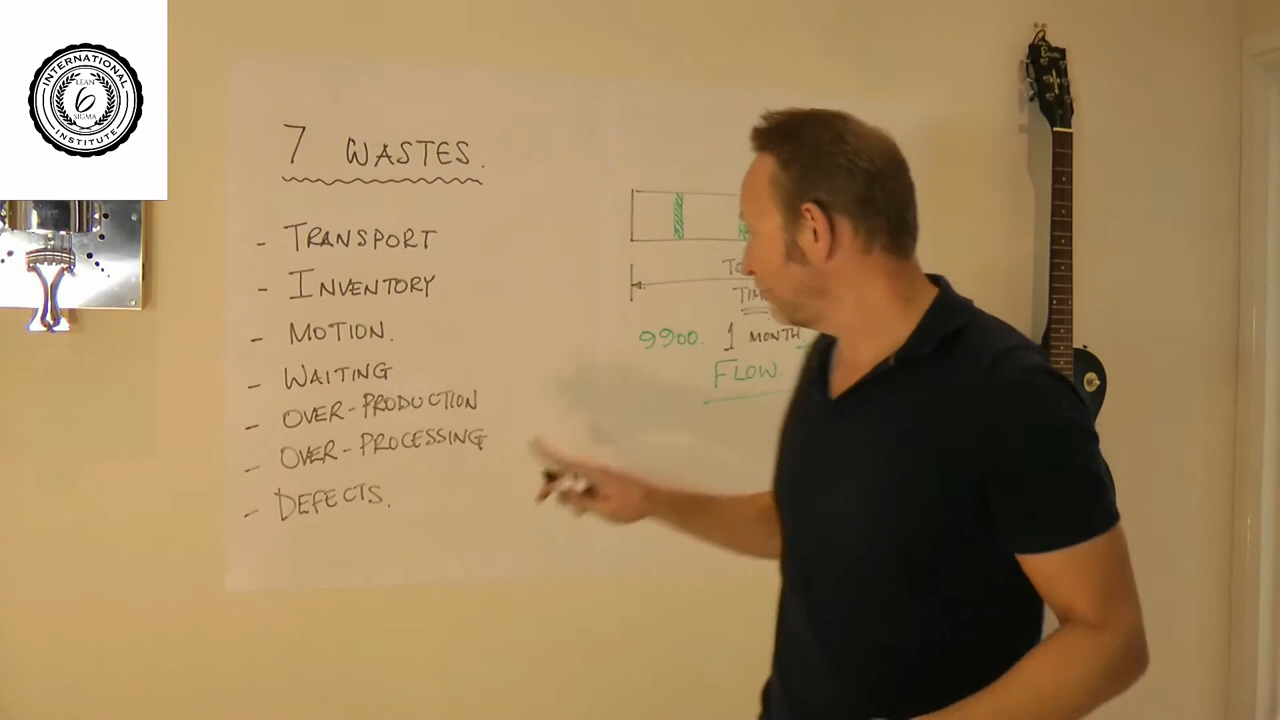 INTERNATIONAL
LEAN
6
SIGMA
INSTITUTE
7 WASTES.
- TRANSPORT
- INVENTORY
- MOTION.
- WAITING
- OVER-PRODUCTION
- OVER-PROCESSING
- DEFECTS.
9900. 1 MONTH.
FLOW.